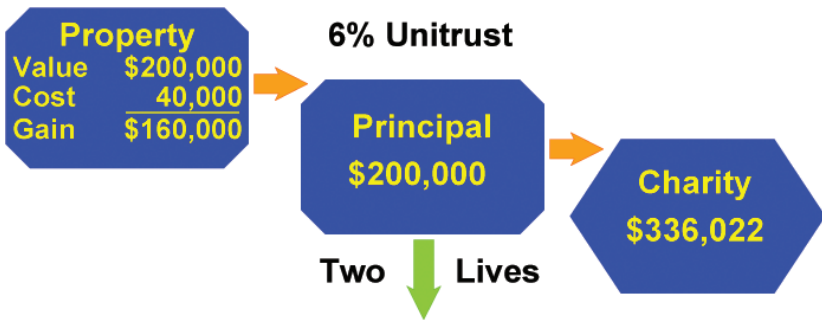 Property
Value $200,000
Cost 40,000
Gain $160,000
6% Unitrust
Principal
$200,000
Charity
$336,022
Two Lives